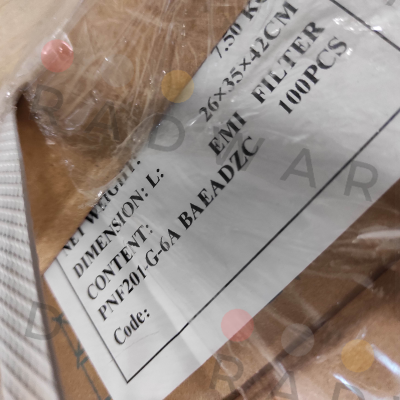 NET WEIGHT: 7.50 KG
DIMENSION: L: 26×35×42CM
CONTENT: EMI FILTER
PNF201-G-6A BAEADZC 100PCS
Code: